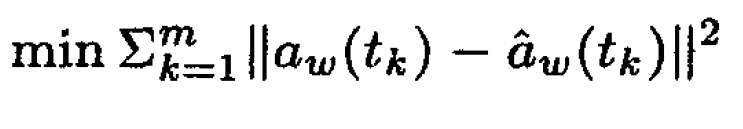 min Σ_{k=1}^{m} ||a_w(t_k) − â_w(t_k)||²